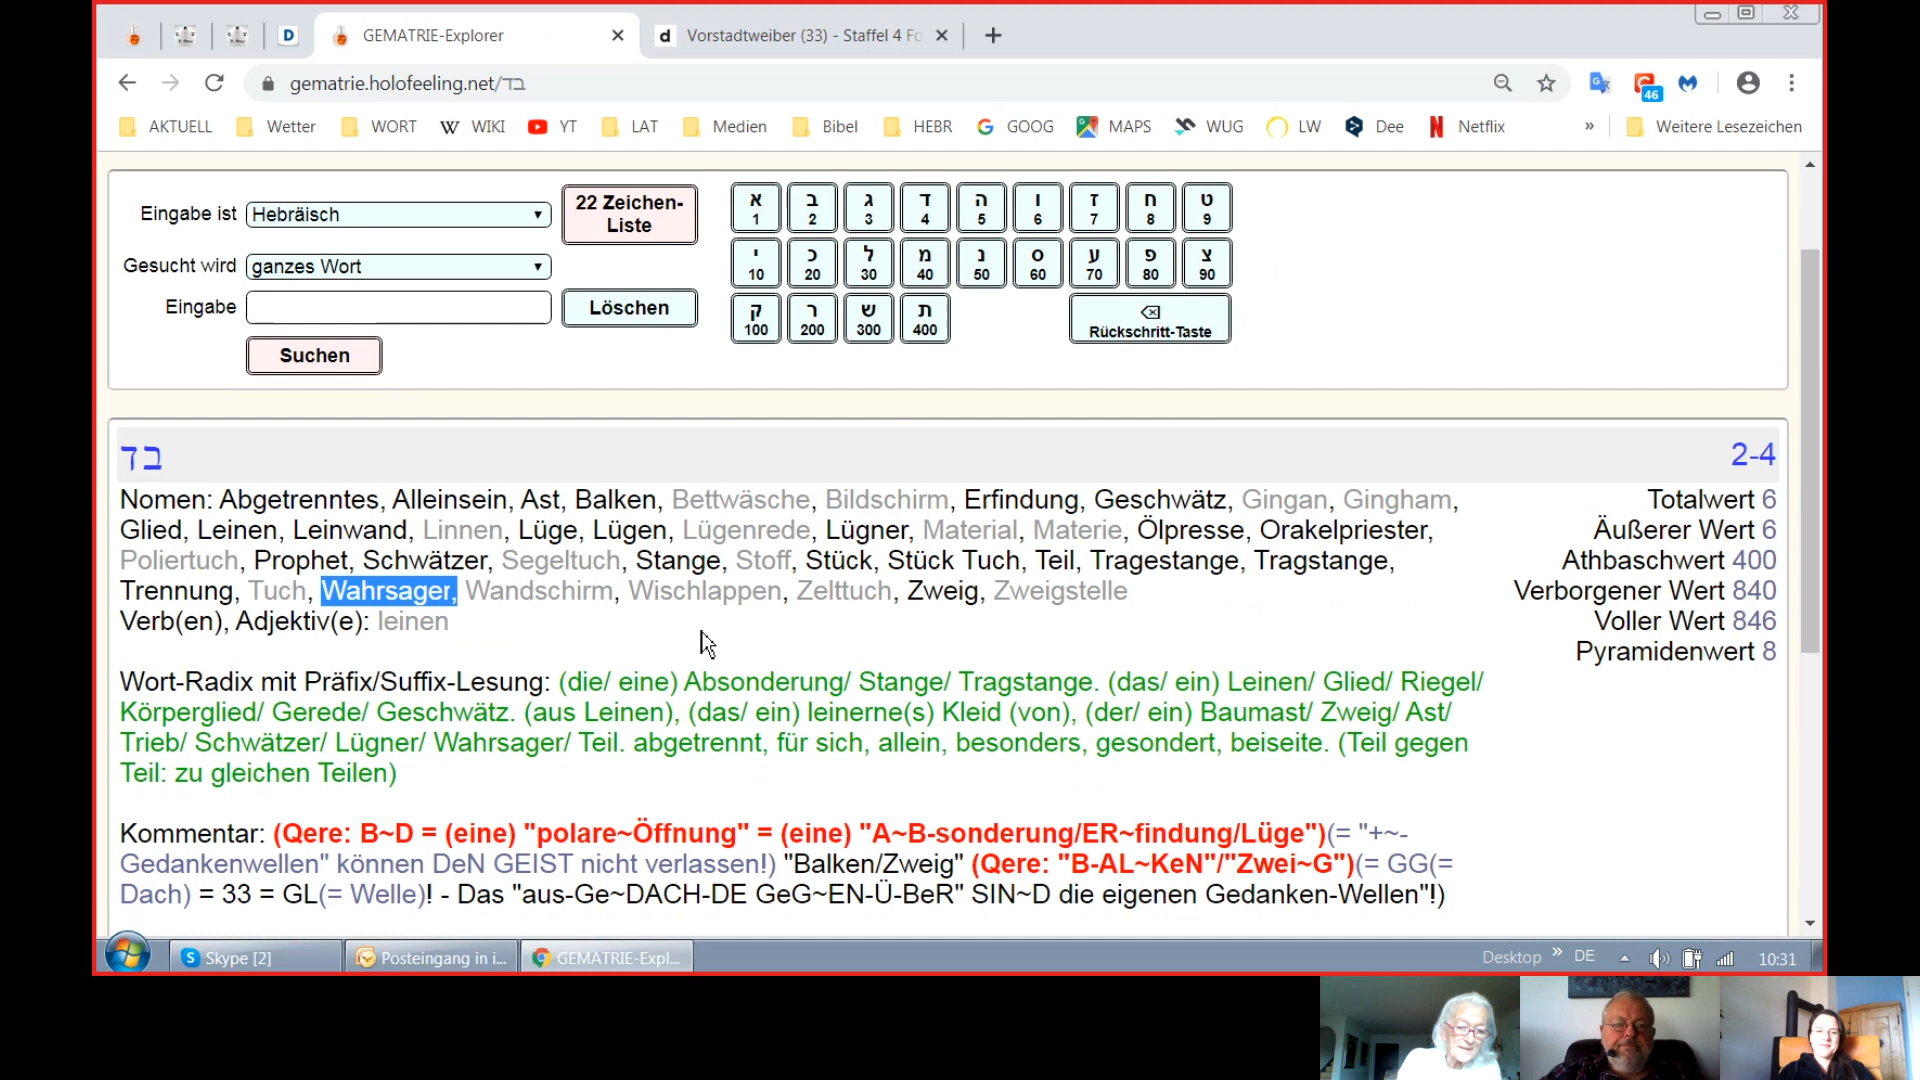 GEMATRIE-Explorer
Vorstadtweiber (33) - Staffel 4 Fo
gematrie.holofeeling.net/בד
46
AKTUELL Wetter WORT WIKI YT LAT Medien Bibel HEBR GOOG MAPS WUG LW Dee Netflix » Weitere Lesezeichen
Eingabe ist Hebräisch
22 Zeichen-Liste
Gesucht wird ganzes Wort
Eingabe
Löschen
Suchen
א ב ג ד ה ו ז ח ט
1 2 3 4 5 6 7 8 9
י כ ל מ נ ס ע פ צ
10 20 30 40 50 60 70 80 90
ק ר ש ת
100 200 300 400 Rückschritt-Taste
בד 2-4
Nomen: Abgetrenntes, Alleinsein, Ast, Balken, Bettwäsche, Bildschirm, Erfindung, Geschwätz, Gingan, Gingham,
Glied, Leinen, Leinwand, Linnen, Lüge, Lügen, Lügenrede, Lügner, Material, Materie, Ölpresse, Orakelpriester,
Poliertuch, Prophet, Schwätzer, Segeltuch, Stange, Stoff, Stück, Stück Tuch, Teil, Tragestange, Tragstange,
Trennung, Tuch, Wahrsager, Wandschirm, Wischlappen, Zelttuch, Zweig, Zweigstelle
Verb(en), Adjektiv(e): leinen
Totalwert 6
Äußerer Wert 6
Athbaschwert 400
Verborgener Wert 840
Voller Wert 846
Pyramidenwert 8
Wort-Radix mit Präfix/Suffix-Lesung: (die/ eine) Absonderung/ Stange/ Tragstange. (das/ ein) Leinen/ Glied/ Riegel/
Körperglied/ Gerede/ Geschwätz. (aus Leinen), (das/ ein) leinerne(s) Kleid (von), (der/ ein) Baumast/ Zweig/ Ast/
Trieb/ Schwätzer/ Lügner/ Wahrsager/ Teil. abgetrennt, für sich, allein, besonders, gesondert, beiseite. (Teil gegen
Teil: zu gleichen Teilen)
Kommentar: (Qere: B~D = (eine) "polare~Öffnung" = (eine) "A~B-sonderung/ER~findung/Lüge")(= "+~-
Gedankenwellen" können DeN GEIST nicht verlassen!) "Balken/Zweig" (Qere: "B-AL~KeN"/"Zwei~G")(= GG(=
Dach) = 33 = GL(= Welle)! - Das "aus-Ge~DACH-DE GeG~EN-Ü-BeR" SIN~D die eigenen Gedanken-Wellen"!)
Skype [2] Posteingang in i... GEMATRIE-Expl... Desktop » DE 10:31